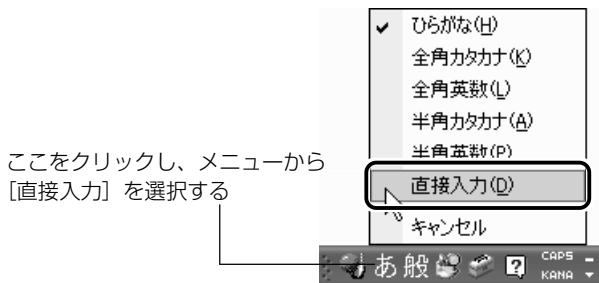 ひらがな(H)
全角カタカナ(K)
全角英数(L)
半角カタカナ(A)
半角英数(P)
直接入力(D)
キャンセル
ここをクリックし、メニューから
[直接入力] を選択する
あ 般 ? CAPS
KANA